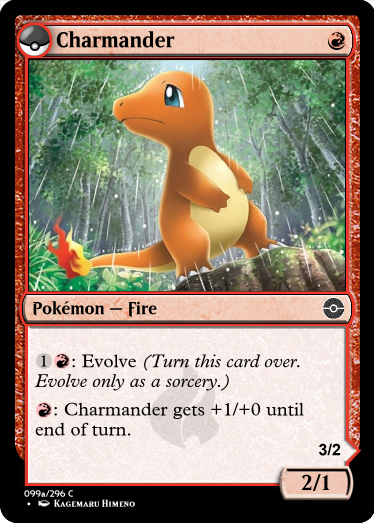 Charmander
Pokémon — Fire
1: Evolve (Turn this card over.
Evolve only as a sorcery.)
: Charmander gets +1/+0 until
end of turn.
3/2
2/1
099a/296 C
• Kagemaru Himeno